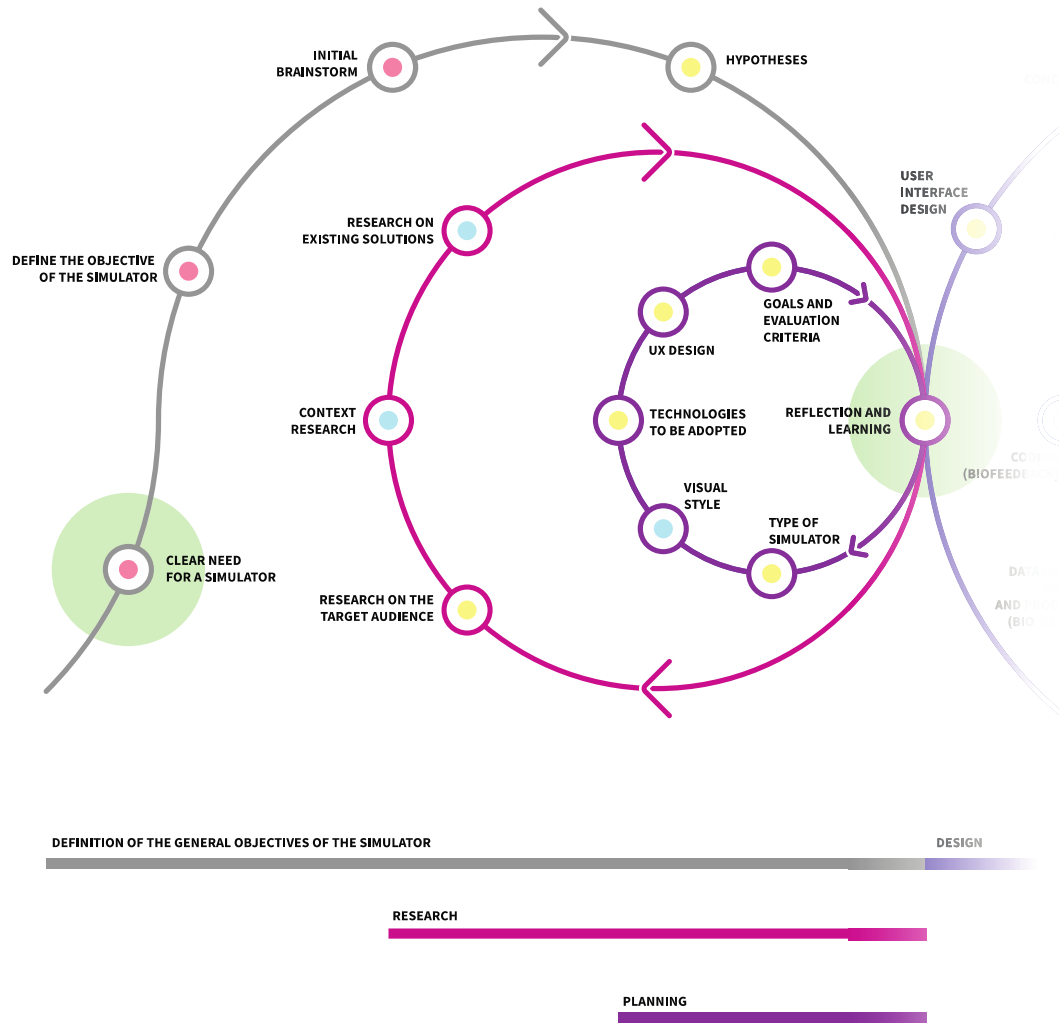 INITIAL
BRAINSTORM
HYPOTHESES
USER
INTERFACE
DESIGN
RESEARCH ON
EXISTING SOLUTIONS
DEFINE THE OBJECTIVE
OF THE SIMULATOR
GOALS AND
EVALUATION
CRITERIA
UX DESIGN
CONTEXT
RESEARCH
TECHNOLOGIES
TO BE ADOPTED
REFLECTION AND
LEARNING
VISUAL
STYLE
TYPE OF
SIMULATOR
CLEAR NEED
FOR A SIMULATOR
RESEARCH ON THE
TARGET AUDIENCE
AND
DEFINITION OF THE GENERAL OBJECTIVES OF THE SIMULATOR
DESIGN
RESEARCH
PLANNING